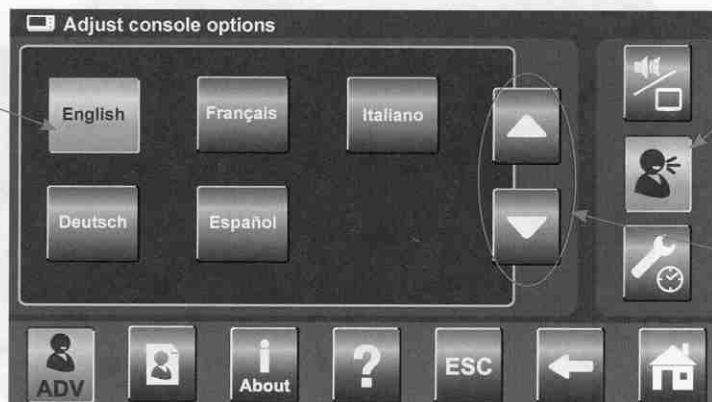 Adjust console options
English Français Italiano
Deutsch Español
ADV
i
About
?
ESC